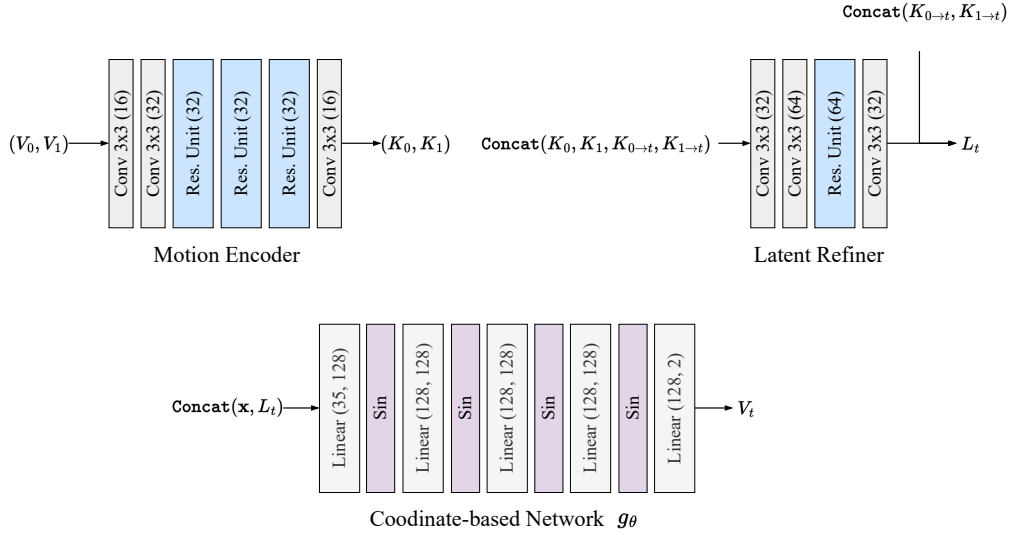 Concat(K₀→ₜ, K₁→ₜ)
(V₀, V₁)
Conv 3x3 (16)
Conv 3x3 (32)
Res. Unit (32)
Res. Unit (32)
Res. Unit (32)
Conv 3x3 (16)
(K₀, K₁)
Motion Encoder
Concat(K₀, K₁, K₀→ₜ, K₁→ₜ)
Conv 3x3 (32)
Conv 3x3 (64)
Res. Unit (64)
Conv 3x3 (32)
Lₜ
Latent Refiner
Concat(x, Lₜ)
Linear (35, 128)
Sin
Linear (128, 128)
Sin
Linear (128, 128)
Sin
Linear (128, 128)
Sin
Linear (128, 2)
Vₜ
Coodinate-based Network g_θ